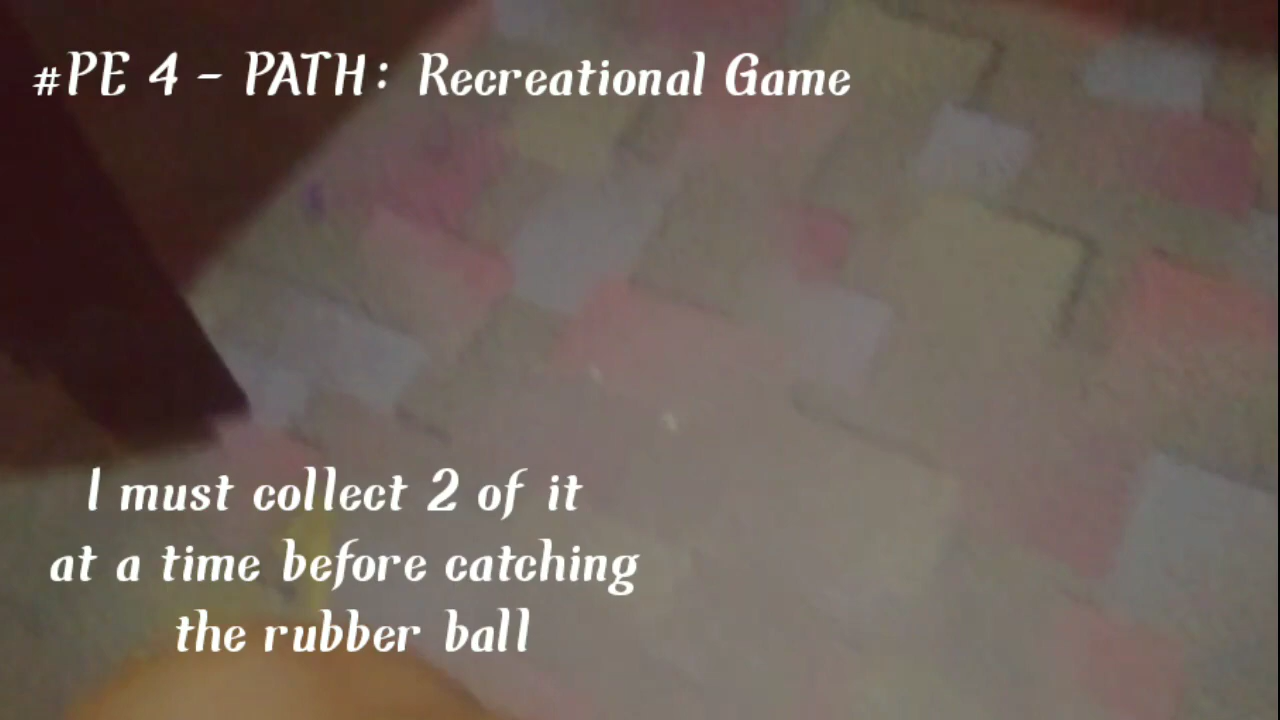 #PE 4 - PATH: Recreational Game
I must collect 2 of it
at a time before catching
the rubber ball